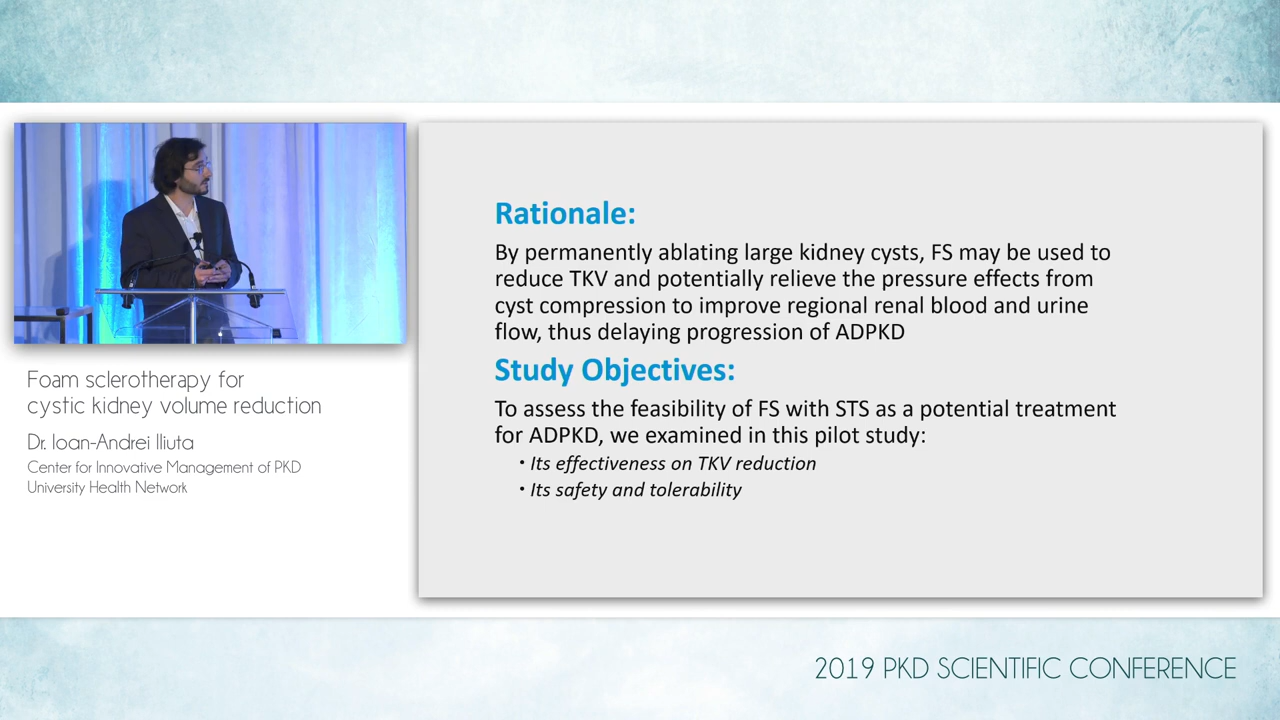 Rationale:
By permanently ablating large kidney cysts, FS may be used to
reduce TKV and potentially relieve the pressure effects from
cyst compression to improve regional renal blood and urine
flow, thus delaying progression of ADPKD
Study Objectives:
To assess the feasibility of FS with STS as a potential treatment
for ADPKD, we examined in this pilot study:
• Its effectiveness on TKV reduction
• Its safety and tolerability
Foam sclerotherapy for
cystic kidney volume reduction
Dr. Ioan-Andrei Iliuta
Center for Innovative Management of PKD
University Health Network
2019 PKD SCIENTIFIC CONFERENCE